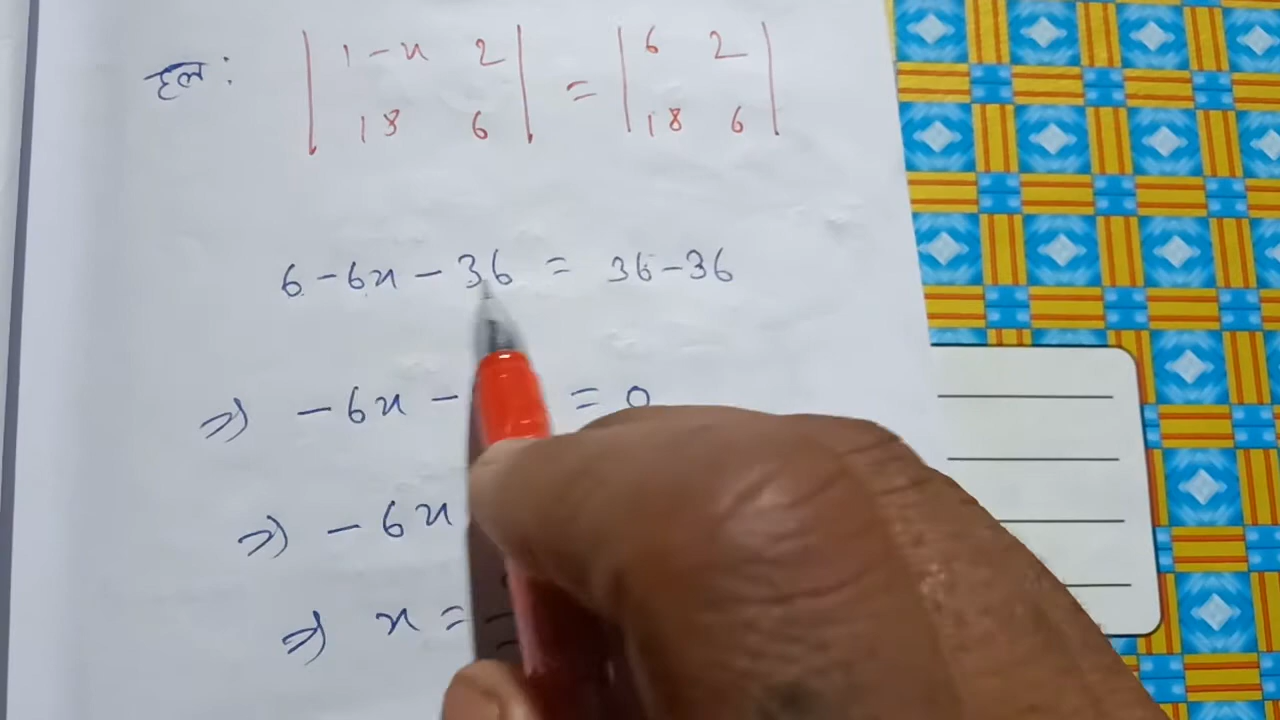 हल: | 1-x 2 | = | 6 2 |
| 18 6 | | 18 6 |
6 - 6x - 36 = 36 - 36
⇒ - 6x - = 0
⇒ - 6x
⇒ x =